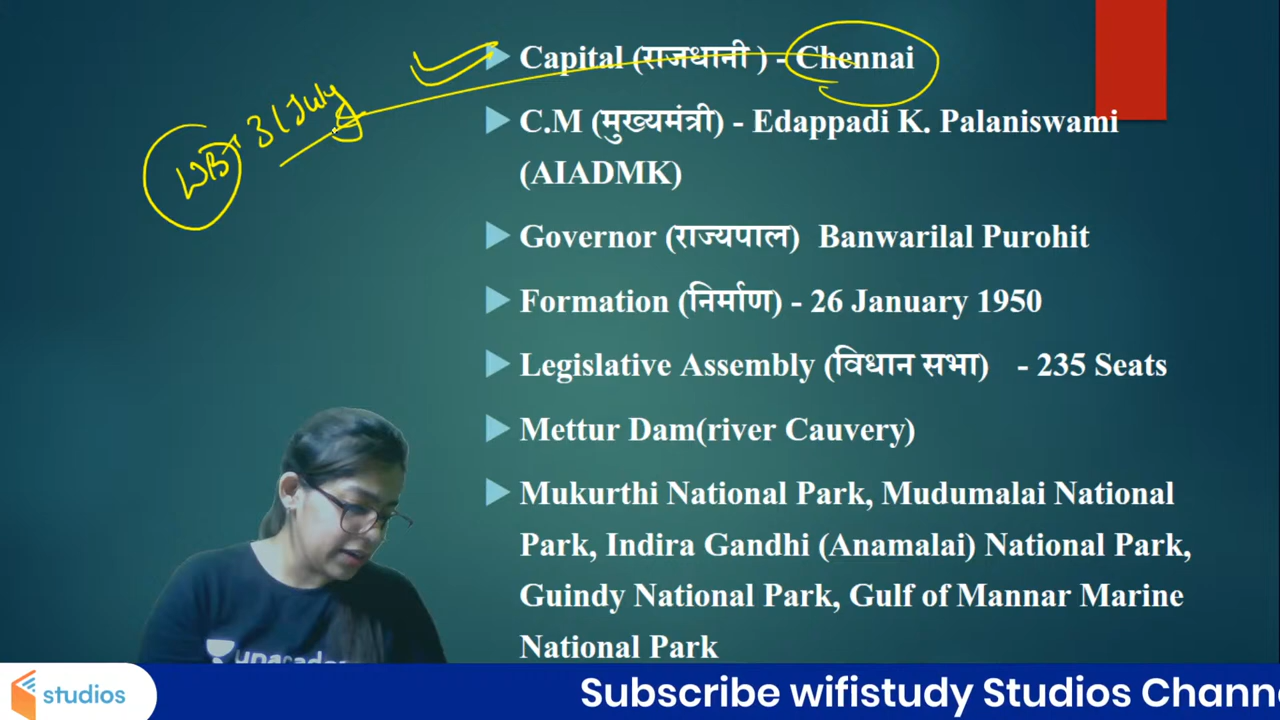 Capital (राजधानी ) - Chennai
WB 31 July
C.M (मुख्यमंत्री) - Edappadi K. Palaniswami
(AIADMK)
Governor (राज्यपाल)  Banwarilal Purohit
Formation (निर्माण) - 26 January 1950
Legislative Assembly (विधान सभा)   - 235 Seats
Mettur Dam(river Cauvery)
Mukurthi National Park, Mudumalai National
Park, Indira Gandhi (Anamalai) National Park,
Guindy National Park, Gulf of Mannar Marine
National Park
unacade
studios
Subscribe wifistudy Studios Chann